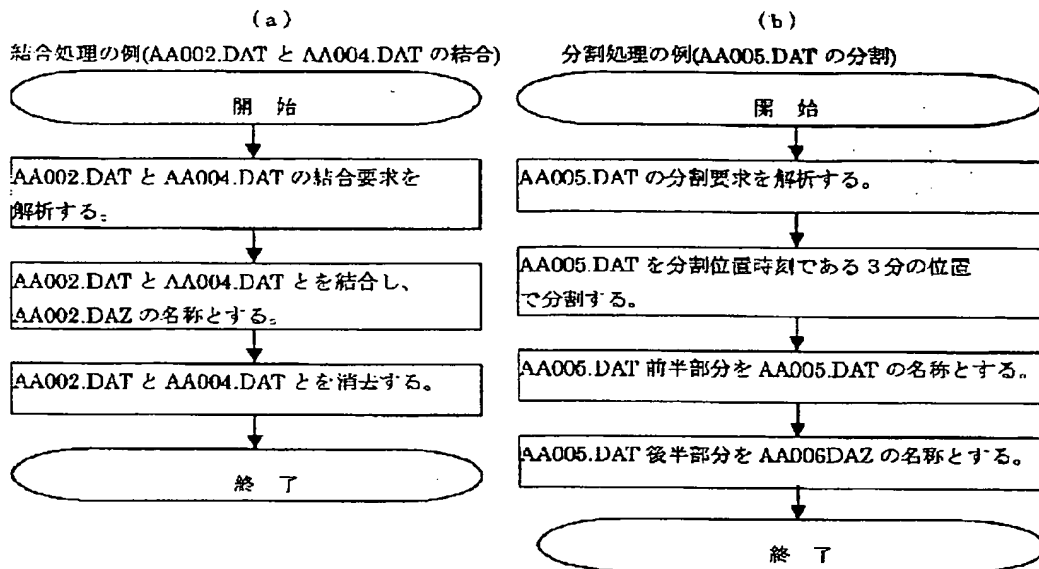 (a)
結合処理の例(AA002.DAT と AA004.DAT の結合)
開 始
AA002.DAT と AA004.DAT の結合要求を
解析する。
AA002.DAT と AA004.DAT とを結合し、
AA002.DAZ の名称とする。
AA002.DAT と AA004.DAT とを消去する。
終 了
(b)
分割処理の例(AA005.DAT の分割)
開 始
AA005.DAT の分割要求を解析する。
AA005.DAT を分割位置時刻である3分の位置
で分割する。
AA005.DAT 前半部分を AA005.DAT の名称とする。
AA005.DAT 後半部分を AA006DAZ の名称とする。
終 了